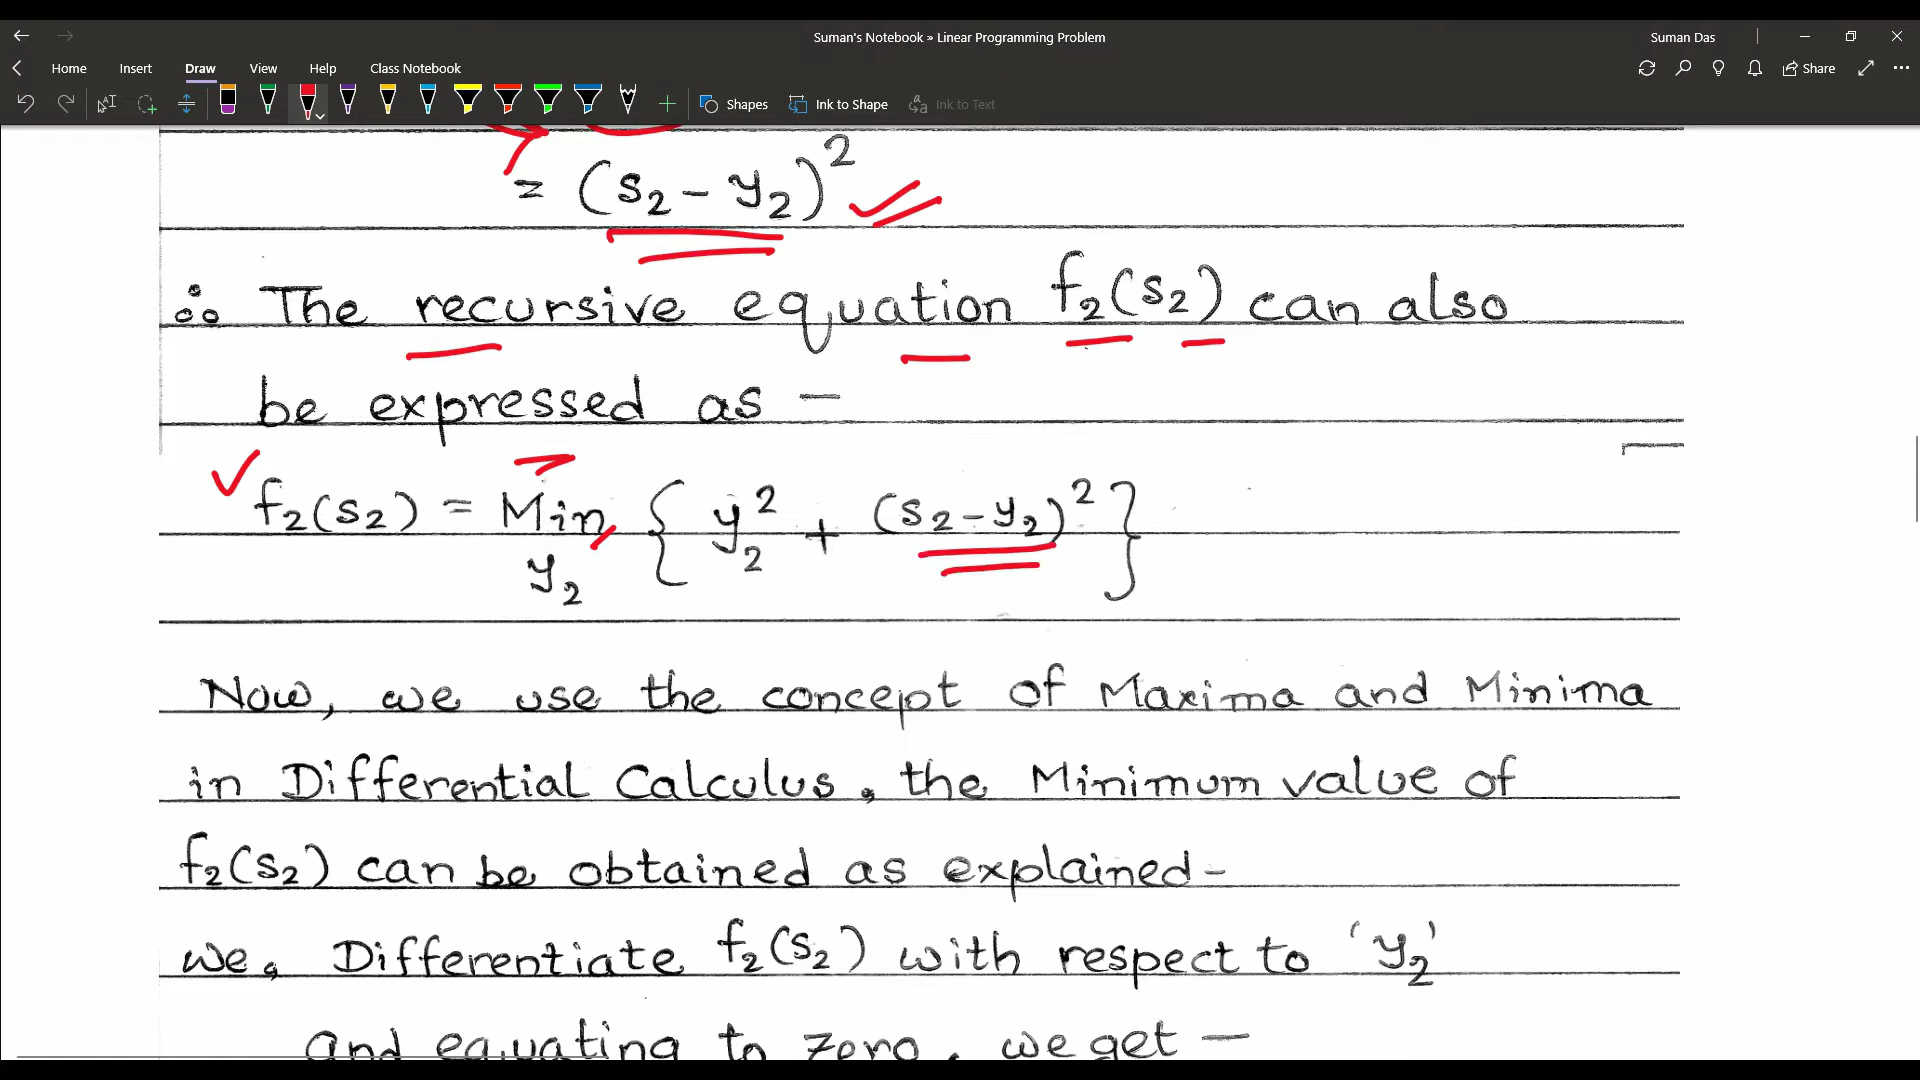 Suman's Notebook » Linear Programming Problem
Suman Das
Home Insert Draw View Help Class Notebook
Share
Shapes Ink to Shape Ink to Text
= (s₂ - y₂)²
∴ The recursive equation f₂(s₂) can also
be expressed as –
f₂(s₂) = Min { y₂² + (s₂ - y₂)² }
y₂
Now, we use the concept of Maxima and Minima
in Differential Calculus, the Minimum value of
f₂(s₂) can be obtained as explained –
we, Differentiate f₂(s₂) with respect to 'y₂'
and equating to zero, we get –